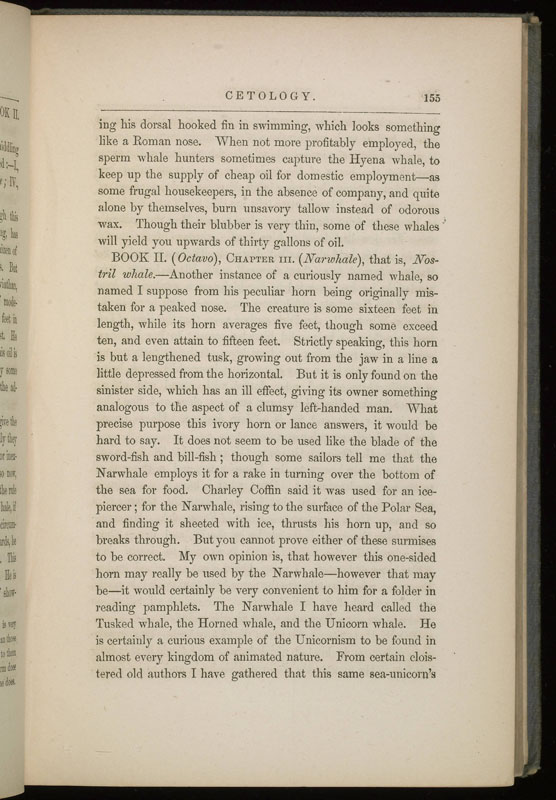 CETOLOGY. 155
ing his dorsal hooked fin in swimming, which looks something
like a Roman nose. When not more profitably employed, the
sperm whale hunters sometimes capture the Hyena whale, to
keep up the supply of cheap oil for domestic employment—as
some frugal housekeepers, in the absence of company, and quite
alone by themselves, burn unsavory tallow instead of odorous
wax. Though their blubber is very thin, some of these whales
will yield you upwards of thirty gallons of oil.
BOOK II. (Octavo), CHAPTER III. (Narwhale), that is, Nos-
tril whale.—Another instance of a curiously named whale, so
named I suppose from his peculiar horn being originally mis-
taken for a peaked nose. The creature is some sixteen feet in
length, while its horn averages five feet, though some exceed
ten, and even attain to fifteen feet. Strictly speaking, this horn
is but a lengthened tusk, growing out from the jaw in a line a
little depressed from the horizontal. But it is only found on the
sinister side, which has an ill effect, giving its owner something
analogous to the aspect of a clumsy left-handed man. What
precise purpose this ivory horn or lance answers, it would be
hard to say. It does not seem to be used like the blade of the
sword-fish and bill-fish; though some sailors tell me that the
Narwhale employs it for a rake in turning over the bottom of
the sea for food. Charley Coffin said it was used for an ice-
piercer; for the Narwhale, rising to the surface of the Polar Sea,
and finding it sheeted with ice, thrusts his horn up, and so
breaks through. But you cannot prove either of these surmises
to be correct. My own opinion is, that however this one-sided
horn may really be used by the Narwhale—however that may
be—it would certainly be very convenient to him for a folder in
reading pamphlets. The Narwhale I have heard called the
Tusked whale, the Horned whale, and the Unicorn whale. He
is certainly a curious example of the Unicornism to be found in
almost every kingdom of animated nature. From certain clois-
tered old authors I have gathered that this same sea-unicorn's